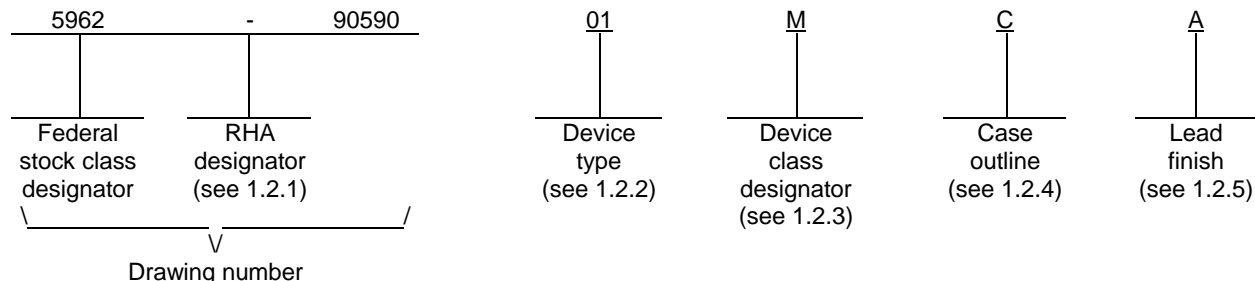 5962 - 90590 01 M C A
Federal stock class designator
RHA designator (see 1.2.1)
Device type (see 1.2.2)
Device class designator (see 1.2.3)
Case outline (see 1.2.4)
Lead finish (see 1.2.5)
\ /
\/
Drawing number